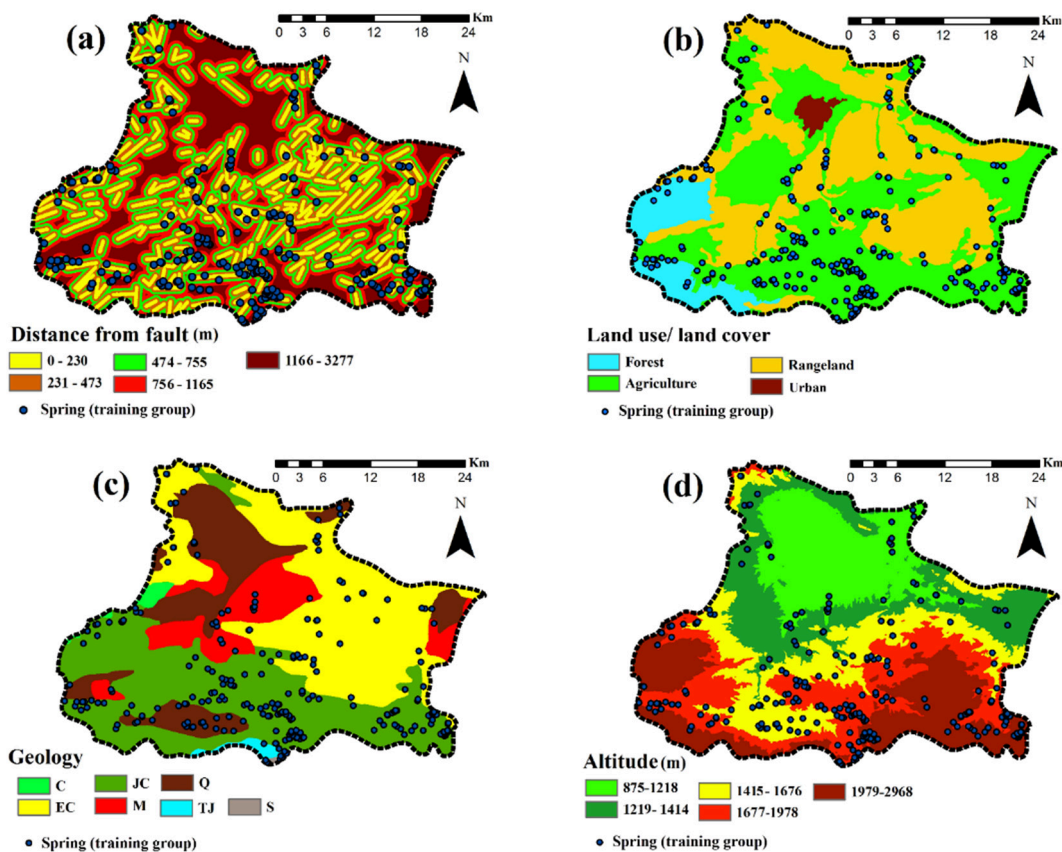 (a)
Km
0 3 6 12 18 24
N
Distance from fault (m)
0 - 230
474 - 755
1166 - 3277
231 - 473
756 - 1165
Spring (training group)
(b)
Km
0 3 6 12 18 24
N
Land use/ land cover
Forest
Rangeland
Agriculture
Urban
Spring (training group)
(c)
Km
0 3 6 12 18 24
N
Geology
C
JC
Q
EC
M
TJ
S
Spring (training group)
(d)
Km
0 3 6 12 18 24
N
Altitude (m)
875-1218
1415- 1676
1979-2968
1219- 1414
1677-1978
Spring (training group)